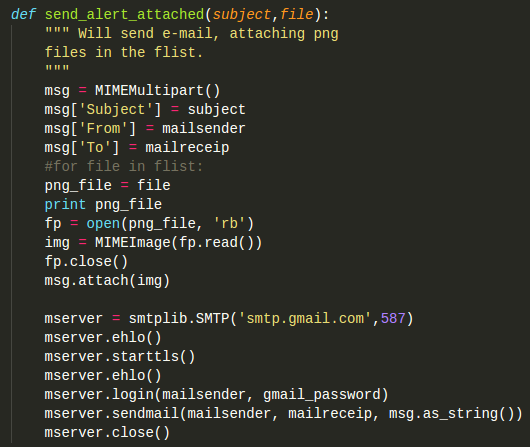 def send_alert_attached(subject,file):
    """ Will send e-mail, attaching png
    files in the flist.
    """
    msg = MIMEMultipart()
    msg['Subject'] = subject
    msg['From'] = mailsender
    msg['To'] = mailreceip
    #for file in flist:
    png_file = file
    print png_file
    fp = open(png_file, 'rb')
    img = MIMEImage(fp.read())
    fp.close()
    msg.attach(img)

    mserver = smtplib.SMTP('smtp.gmail.com',587)
    mserver.ehlo()
    mserver.starttls()
    mserver.ehlo()
    mserver.login(mailsender, gmail_password)
    mserver.sendmail(mailsender, mailreceip, msg.as_string())
    mserver.close()